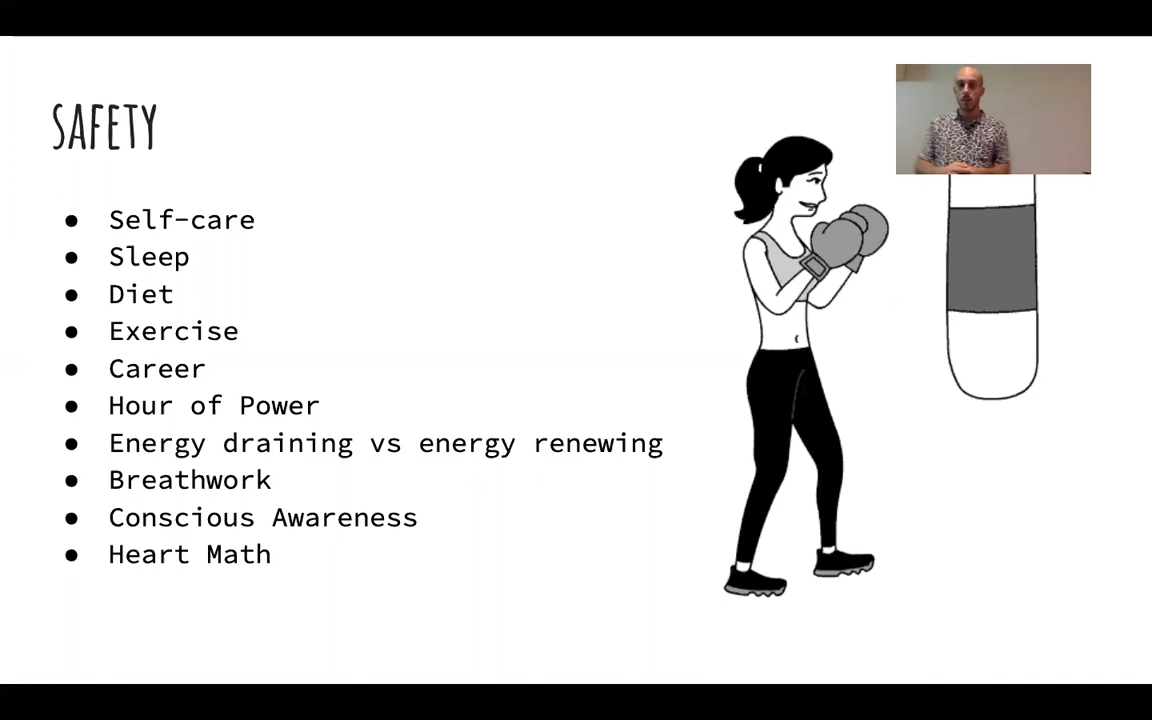 SAFETY
● Self-care
● Sleep
● Diet
● Exercise
● Career
● Hour of Power
● Energy draining vs energy renewing
● Breathwork
● Conscious Awareness
● Heart Math